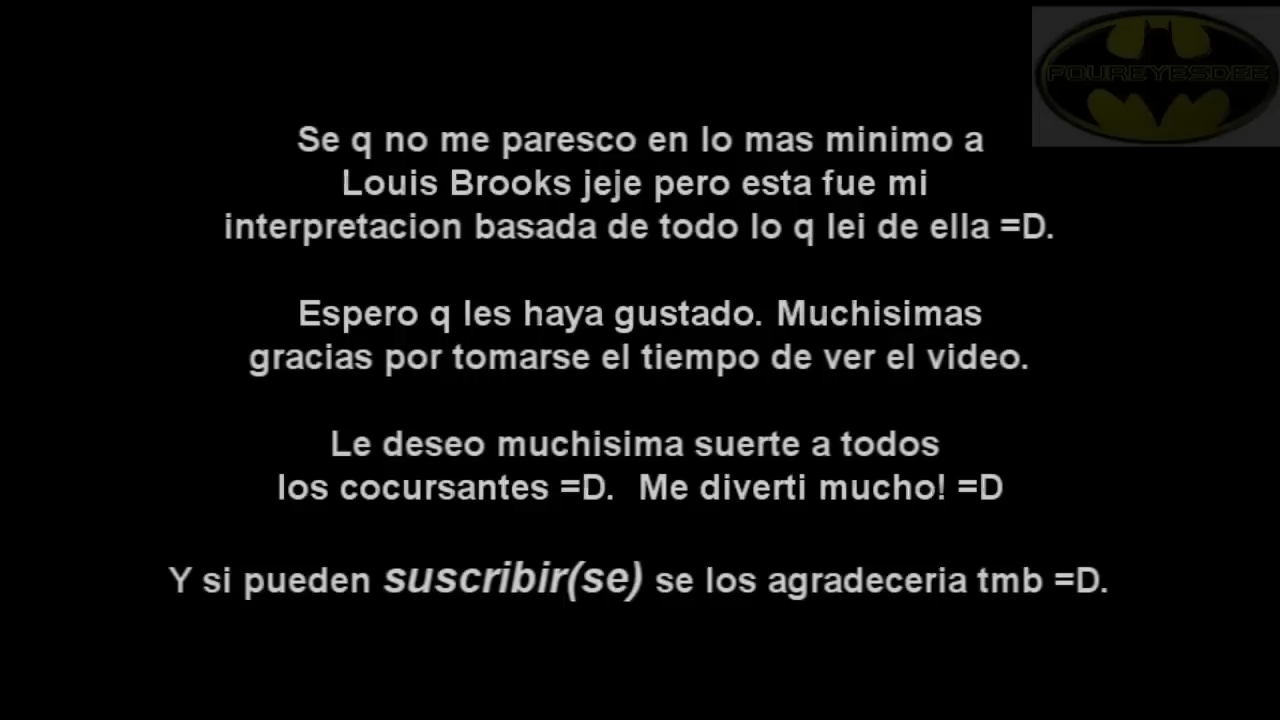 FOUREYESDEE
Se q no me paresco en lo mas minimo a
Louis Brooks jeje pero esta fue mi
interpretacion basada de todo lo q lei de ella =D.
Espero q les haya gustado. Muchisimas
gracias por tomarse el tiempo de ver el video.
Le deseo muchisima suerte a todos
los cocursantes =D. Me diverti mucho! =D
Y si pueden suscribir(se) se los agradeceria tmb =D.